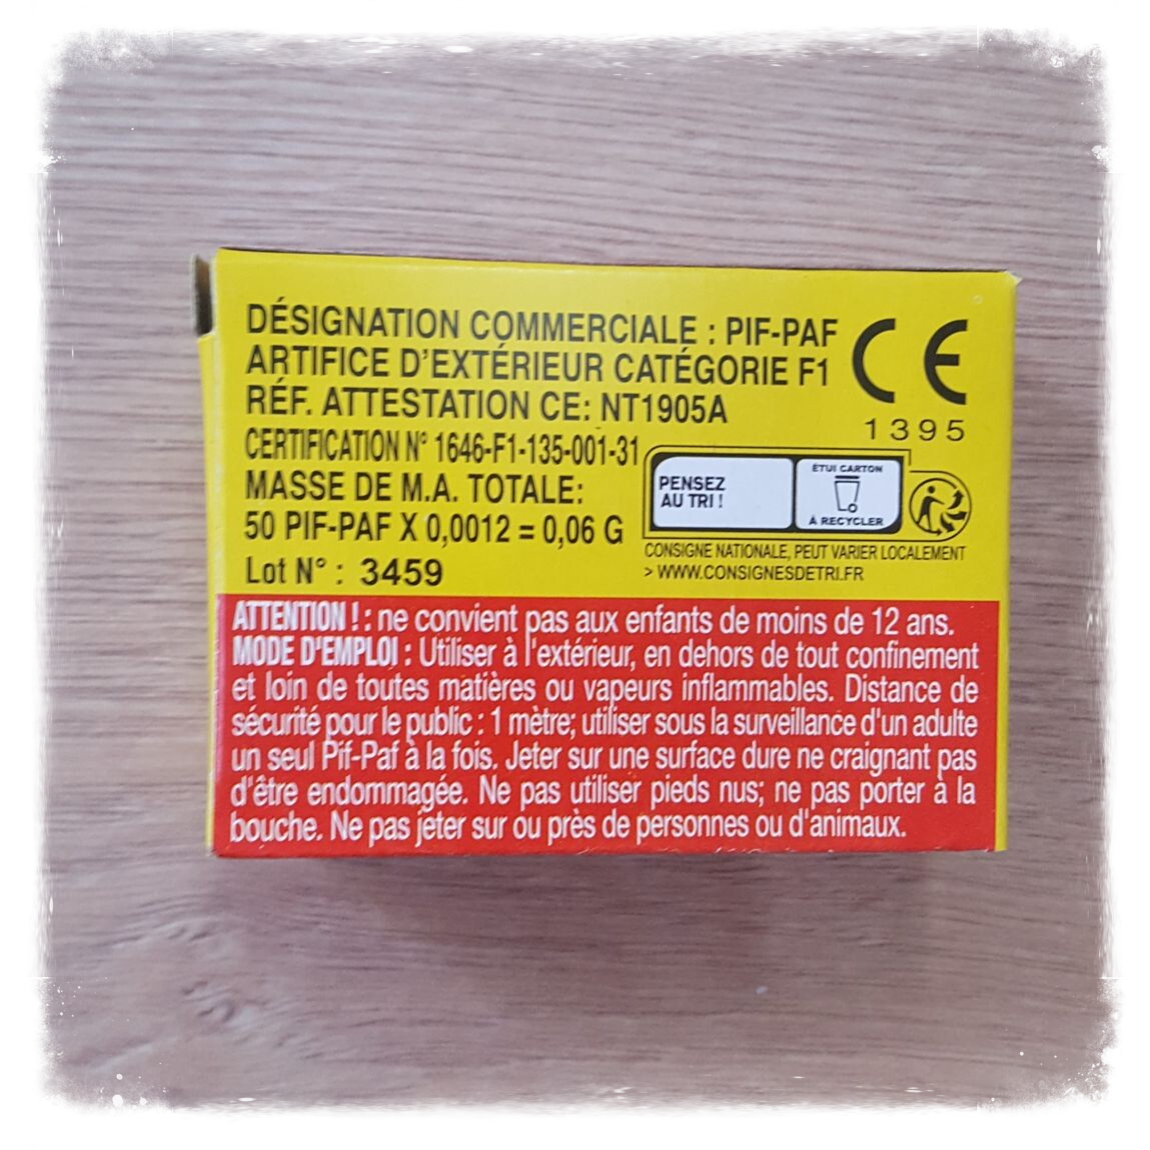 DÉSIGNATION COMMERCIALE : PIF-PAF
ARTIFICE D'EXTÉRIEUR CATÉGORIE F1
RÉF. ATTESTATION CE: NT1905A
CERTIFICATION N° 1646-F1-135-001-31
MASSE DE M.A. TOTALE:
50 PIF-PAF X 0,0012 = 0,06 G
Lot N° : 3459
CE
1395
PENSEZ
AU TRI !
ÉTUI CARTON
À RECYCLER
CONSIGNE NATIONALE, PEUT VARIER LOCALEMENT
> WWW.CONSIGNESDETRI.FR
ATTENTION ! : ne convient pas aux enfants de moins de 12 ans.
MODE D'EMPLOI : Utiliser à l'extérieur, en dehors de tout confinement
et loin de toutes matières ou vapeurs inflammables. Distance de
sécurité pour le public : 1 mètre; utiliser sous la surveillance d'un adulte
un seul Pif-Paf à la fois. Jeter sur une surface dure ne craignant pas
d'être endommagée. Ne pas utiliser pieds nus; ne pas porter à la
bouche. Ne pas jeter sur ou près de personnes ou d'animaux.